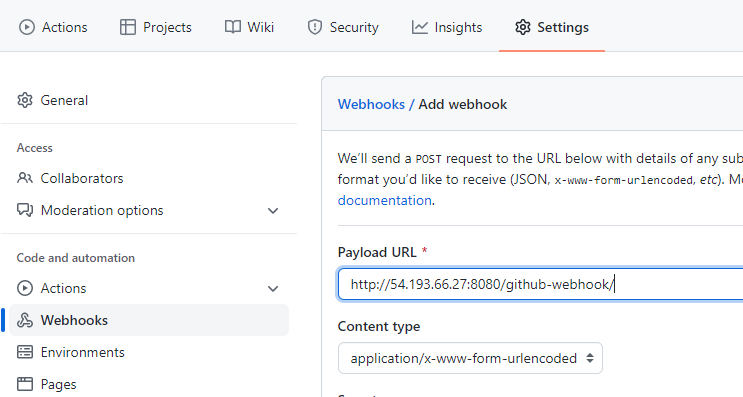 Actions Projects Wiki Security Insights Settings
General
Access
Collaborators
Moderation options
Code and automation
Actions
Webhooks
Environments
Pages
Webhooks / Add webhook
We'll send a POST request to the URL below with details of any sub
format you'd like to receive (JSON, x-www-form-urlencoded, etc). Mo
documentation.
Payload URL *
http://54.193.66.27:8080/github-webhook/
Content type
application/x-www-form-urlencoded